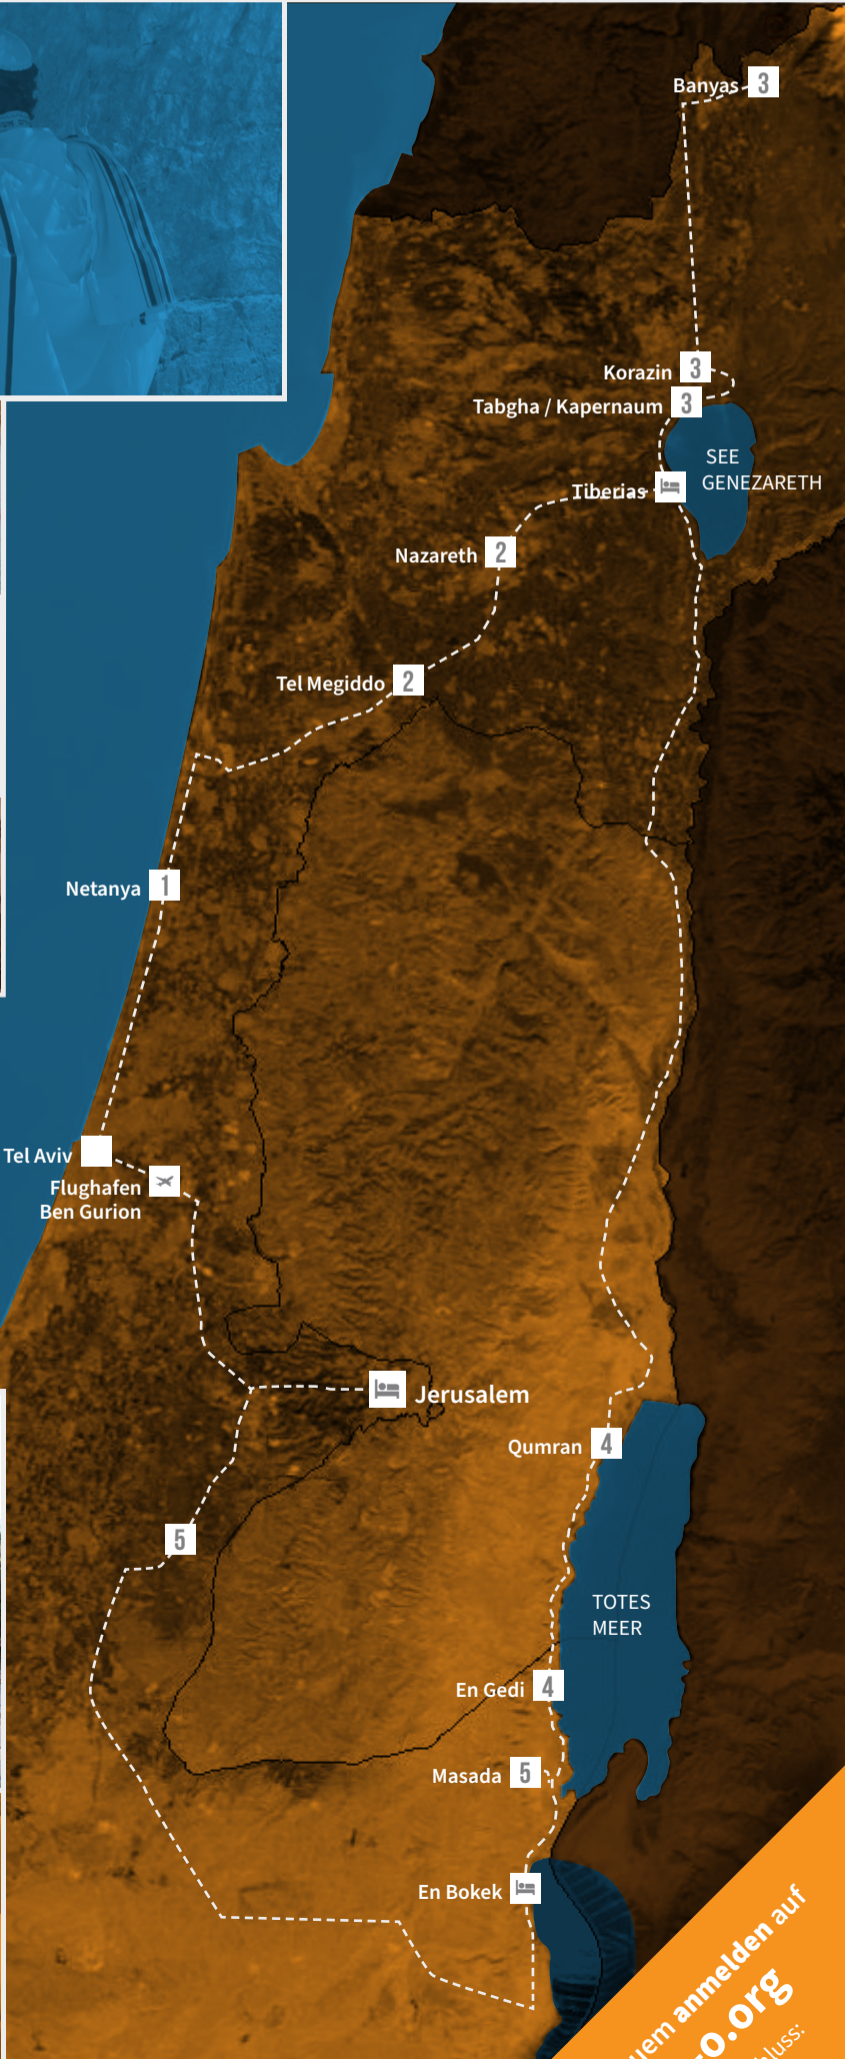 Banyas 3
Korazin 3
Tabgha / Kapernaum 3
SEE
GENEZARETH
Tiberias
Nazareth 2
Tel Megiddo 2
Netanya 1
Tel Aviv
Flughafen
Ben Gurion
Jerusalem
Qumran 4
5
TOTES
MEER
En Gedi 4
Masada 5
En Bokek
anmelden auf
o.org